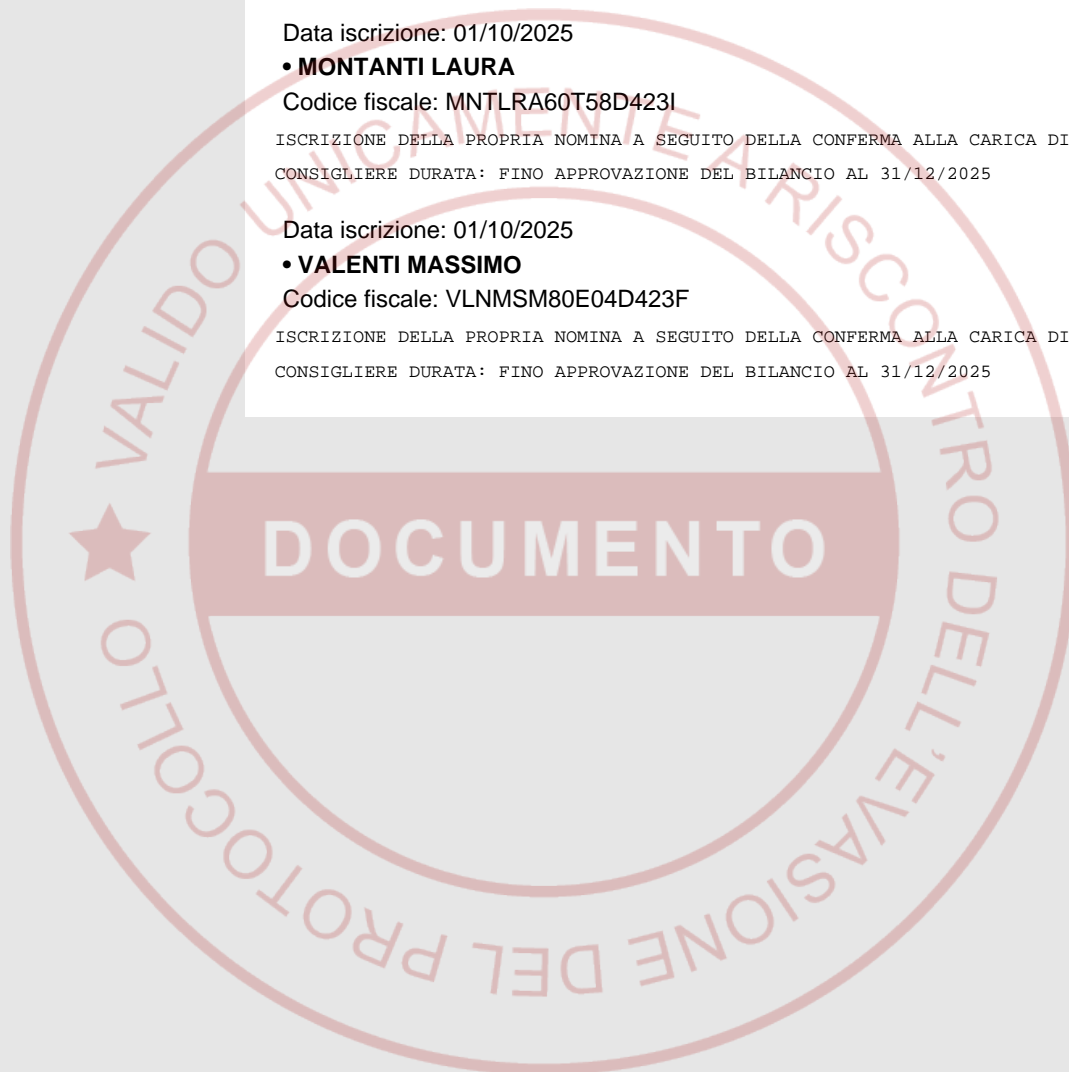 Data iscrizione: 01/10/2025
• MONTANTI LAURA
Codice fiscale: MNTLRA60T58D423I
ISCRIZIONE DELLA PROPRIA NOMINA A SEGUITO DELLA CONFERMA ALLA CARICA DI
CONSIGLIERE DURATA: FINO APPROVAZIONE DEL BILANCIO AL 31/12/2025
Data iscrizione: 01/10/2025
• VALENTI MASSIMO
Codice fiscale: VLNMSM80E04D423F
ISCRIZIONE DELLA PROPRIA NOMINA A SEGUITO DELLA CONFERMA ALLA CARICA DI
CONSIGLIERE DURATA: FINO APPROVAZIONE DEL BILANCIO AL 31/12/2025
DOCUMENTO
★ VALIDO UNICAMENTE A RISCONTRO DELL'EVASIONE DEL PROTOCOLLO